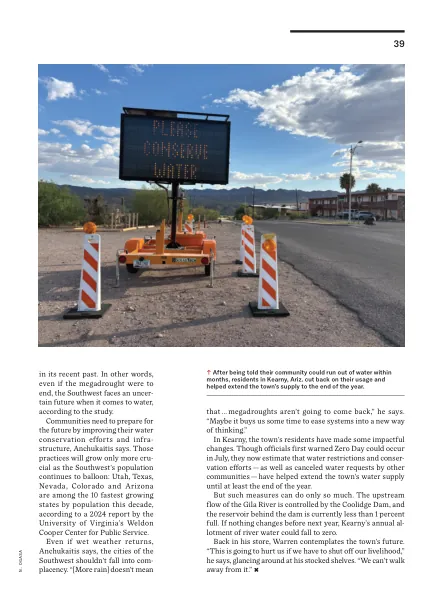 39
PLEASE
CONSERVE
WATER
↑ After being told their community could run out of water within
months, residents in Kearny, Ariz, cut back on their usage and
helped extend the town's supply to the end of the year.
in its recent past. In other words,
even if the megadrought were to
end, the Southwest faces an uncer-
tain future when it comes to water,
according to the study.
Communities need to prepare for
the future by improving their water
conservation efforts and infra-
structure, Anchukaitis says. Those
practices will grow only more cru-
cial as the Southwest's population
continues to balloon: Utah, Texas,
Nevada, Colorado and Arizona
are among the 10 fastest growing
states by population this decade,
according to a 2024 report by the
University of Virginia's Weldon
Cooper Center for Public Service.
Even if wet weather returns,
Anchukaitis says, the cities of the
Southwest shouldn't fall into com-
placency. “[More rain] doesn't mean
that ... megadroughts aren't going to come back,” he says.
“Maybe it buys us some time to ease systems into a new way
of thinking.”
In Kearny, the town's residents have made some impactful
changes. Though officials first warned Zero Day could occur
in July, they now estimate that water restrictions and conser-
vation efforts — as well as canceled water requests by other
communities — have helped extend the town's water supply
until at least the end of the year.
But such measures can do only so much. The upstream
flow of the Gila River is controlled by the Coolidge Dam, and
the reservoir behind the dam is currently less than 1 percent
full. If nothing changes before next year, Kearny's annual al-
lotment of river water could fall to zero.
Back in his store, Warren contemplates the town's future.
“This is going to hurt us if we have to shut off our livelihood,”
he says, glancing around at his stocked shelves. “We can't walk
away from it.” ✖